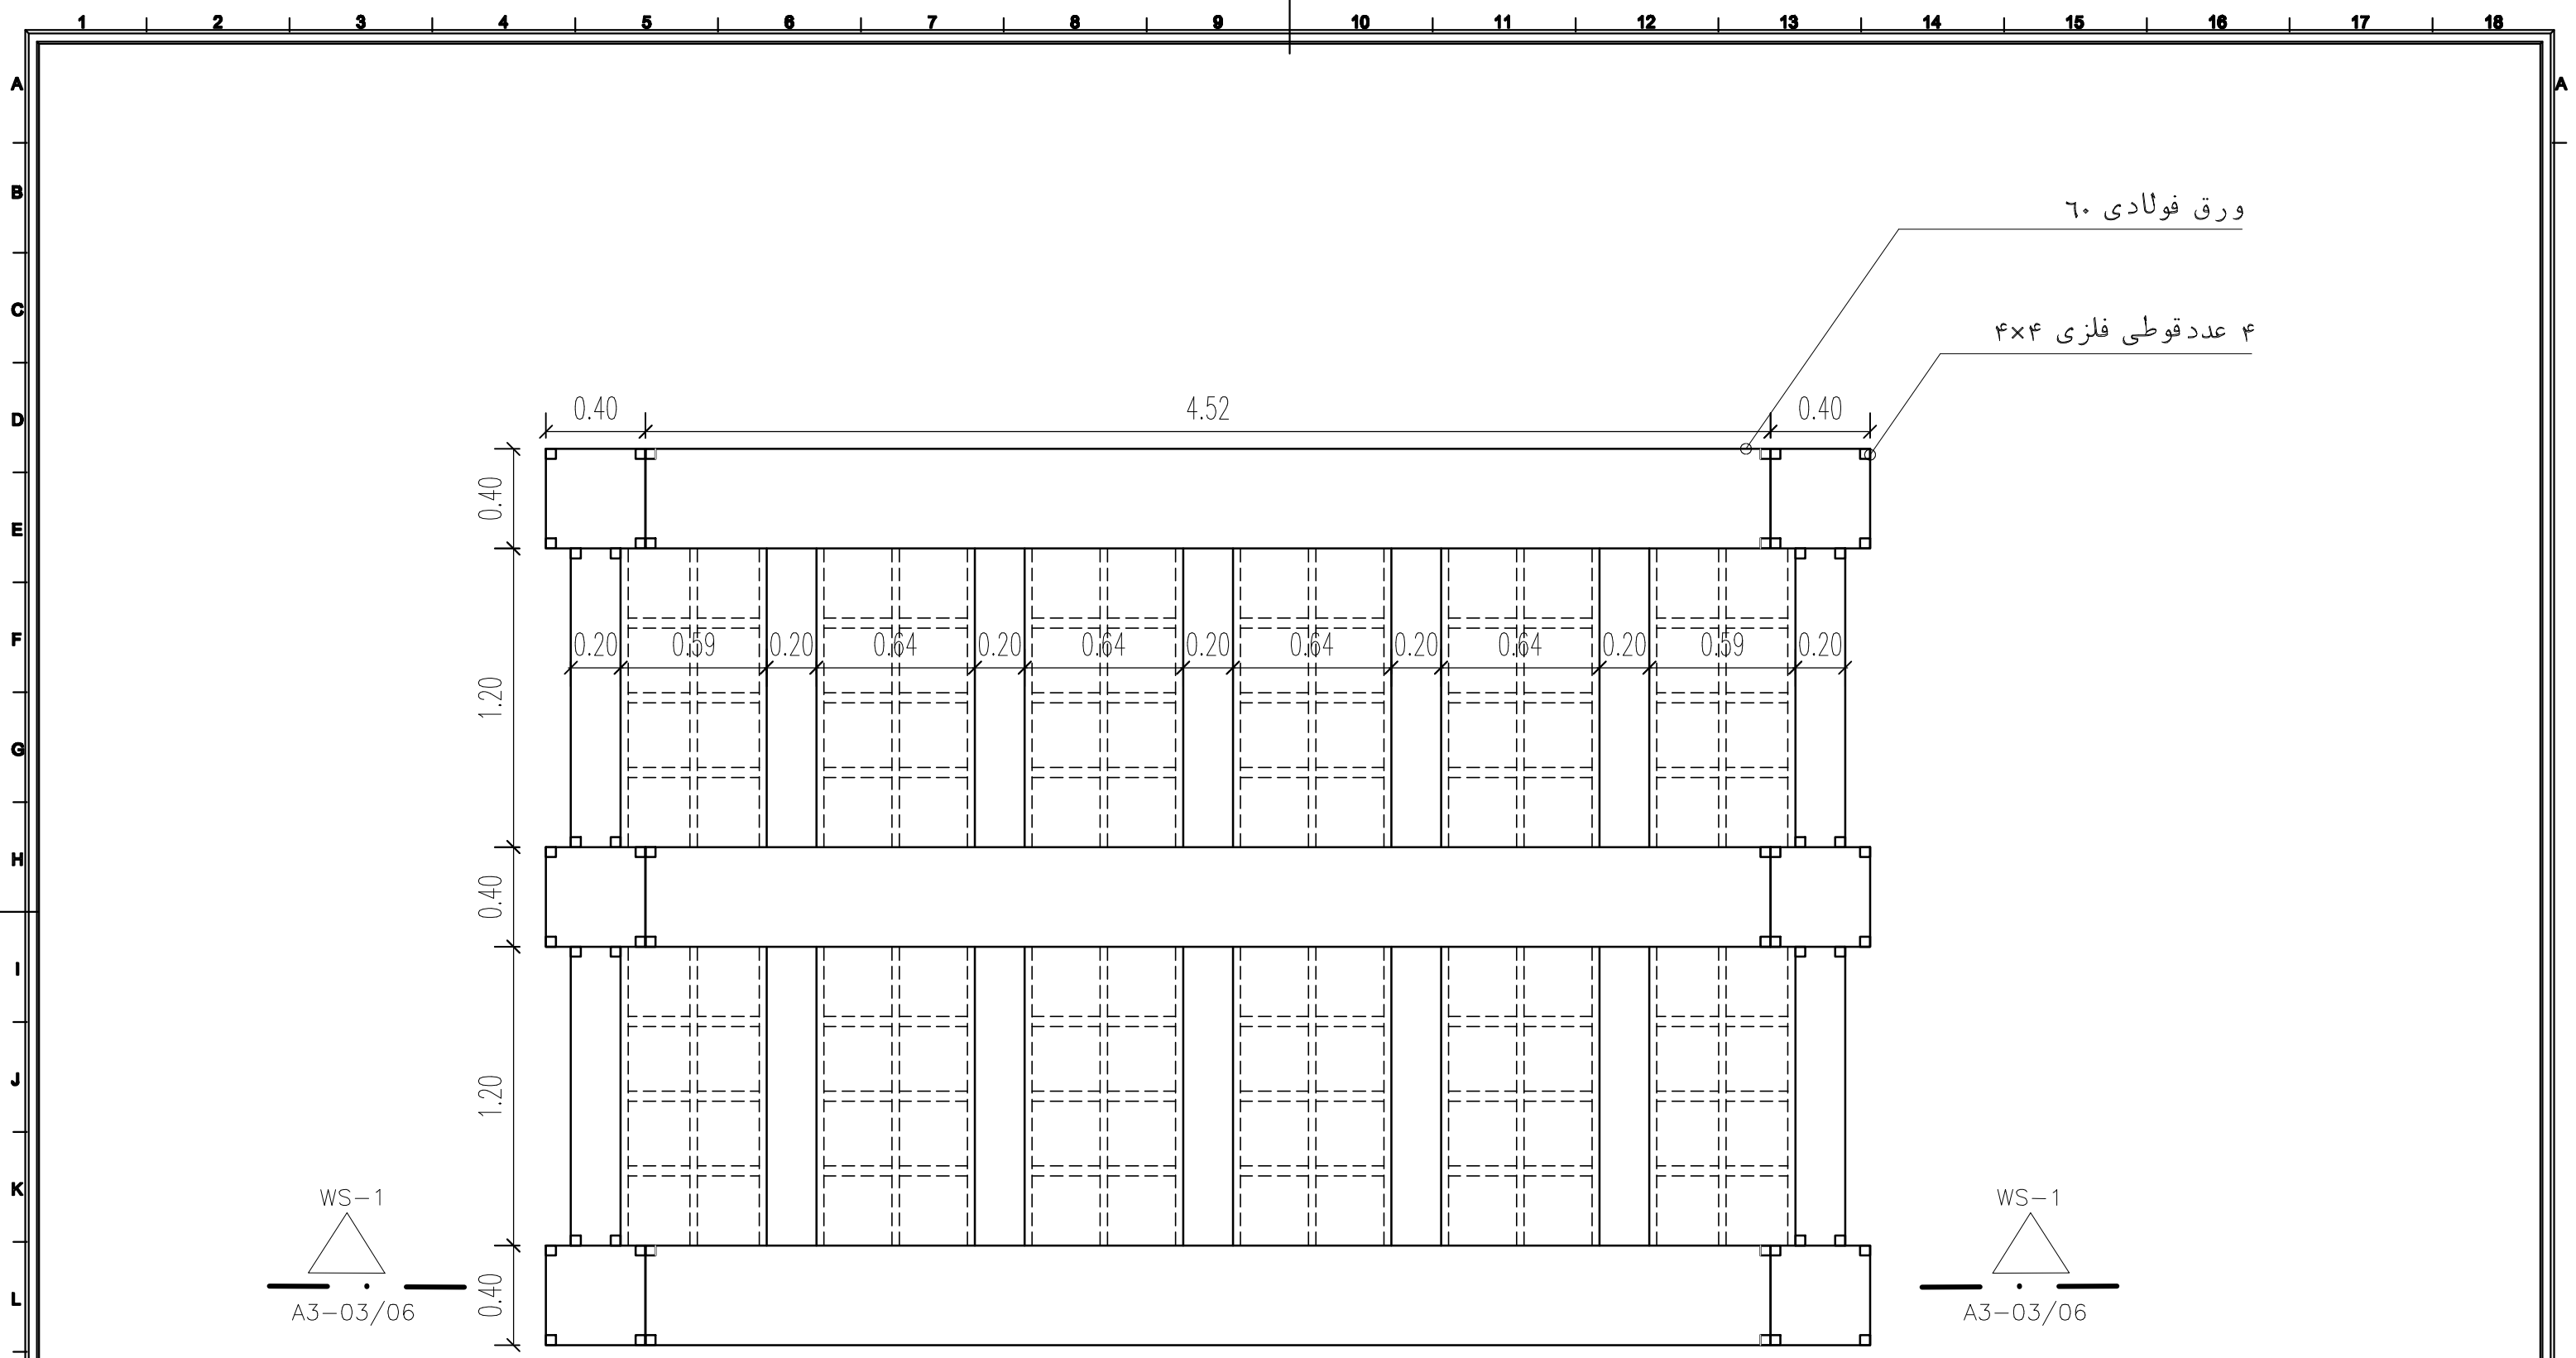 1 2 3 4 5 6 7 8 9 10 11 12 13 14 15 16 17 18
A A
B
ورق فولادی ٦٠
C
۴ عدد قوطی فلزی ۴×۴
D
0.40 4.52 0.40
0.40
E
F
0.20 0.59 0.20 0.64 0.20 0.64 0.20 0.64 0.20 0.64 0.20 0.59 0.20
1.20
G
H
0.40
I
J
1.20
K
WS-1 WS-1
L
0.40
A3-03/06 A3-03/06